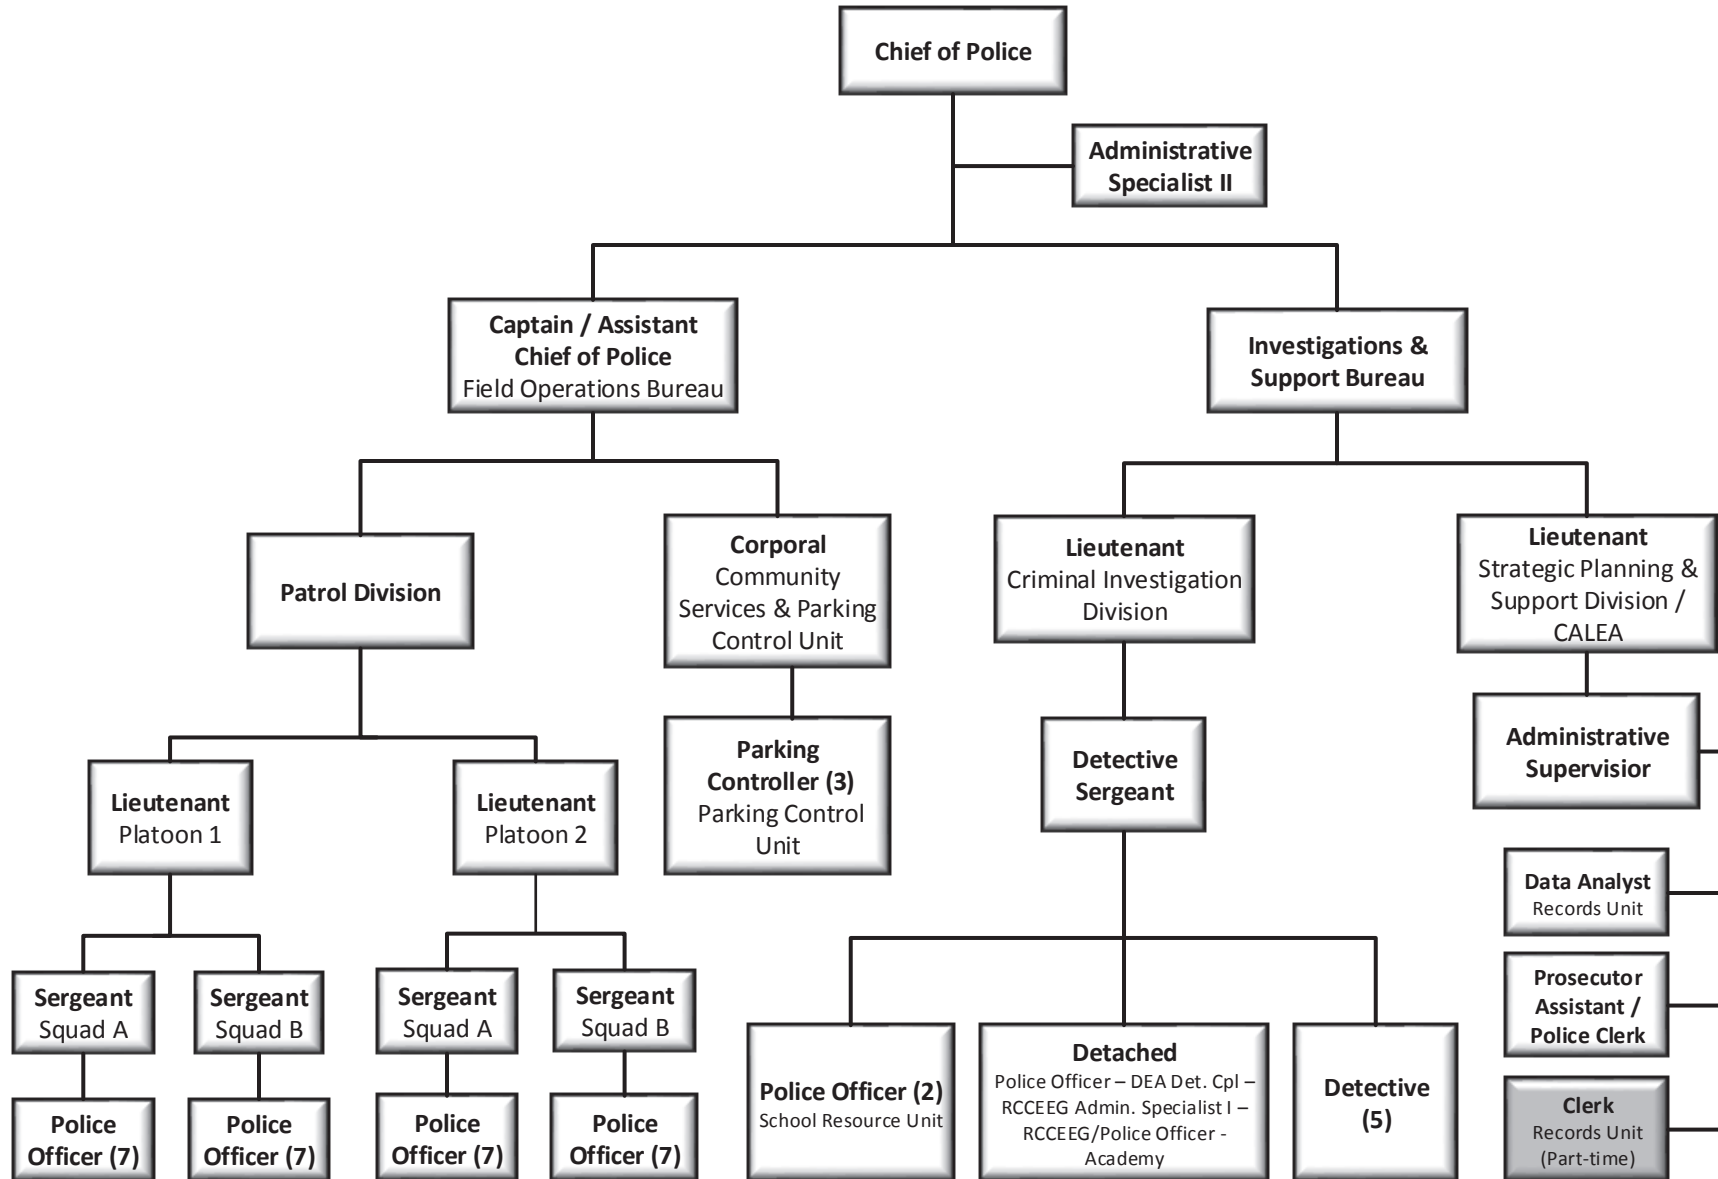 Chief of Police
Administrative
Specialist II
Captain / Assistant
Chief of Police
Field Operations Bureau
Investigations &
Support Bureau
Patrol Division
Corporal
Community
Services & Parking
Control Unit
Lieutenant
Criminal Investigation
Division
Lieutenant
Strategic Planning &
Support Division /
CALEA
Parking
Controller (3)
Parking Control
Unit
Detective
Sergeant
Administrative
Supervisior
Lieutenant
Platoon 1
Lieutenant
Platoon 2
Data Analyst
Records Unit
Sergeant
Squad A
Sergeant
Squad B
Sergeant
Squad A
Sergeant
Squad B
Prosecutor
Assistant /
Police Clerk
Police
Officer (7)
Police
Officer (7)
Police
Officer (7)
Police
Officer (7)
Police Officer (2)
School Resource Unit
Detached
Police Officer – DEA Det. Cpl –
RCCEEG Admin. Specialist I –
RCCEEG/Police Officer -
Academy
Detective
(5)
Clerk
Records Unit
(Part-time)